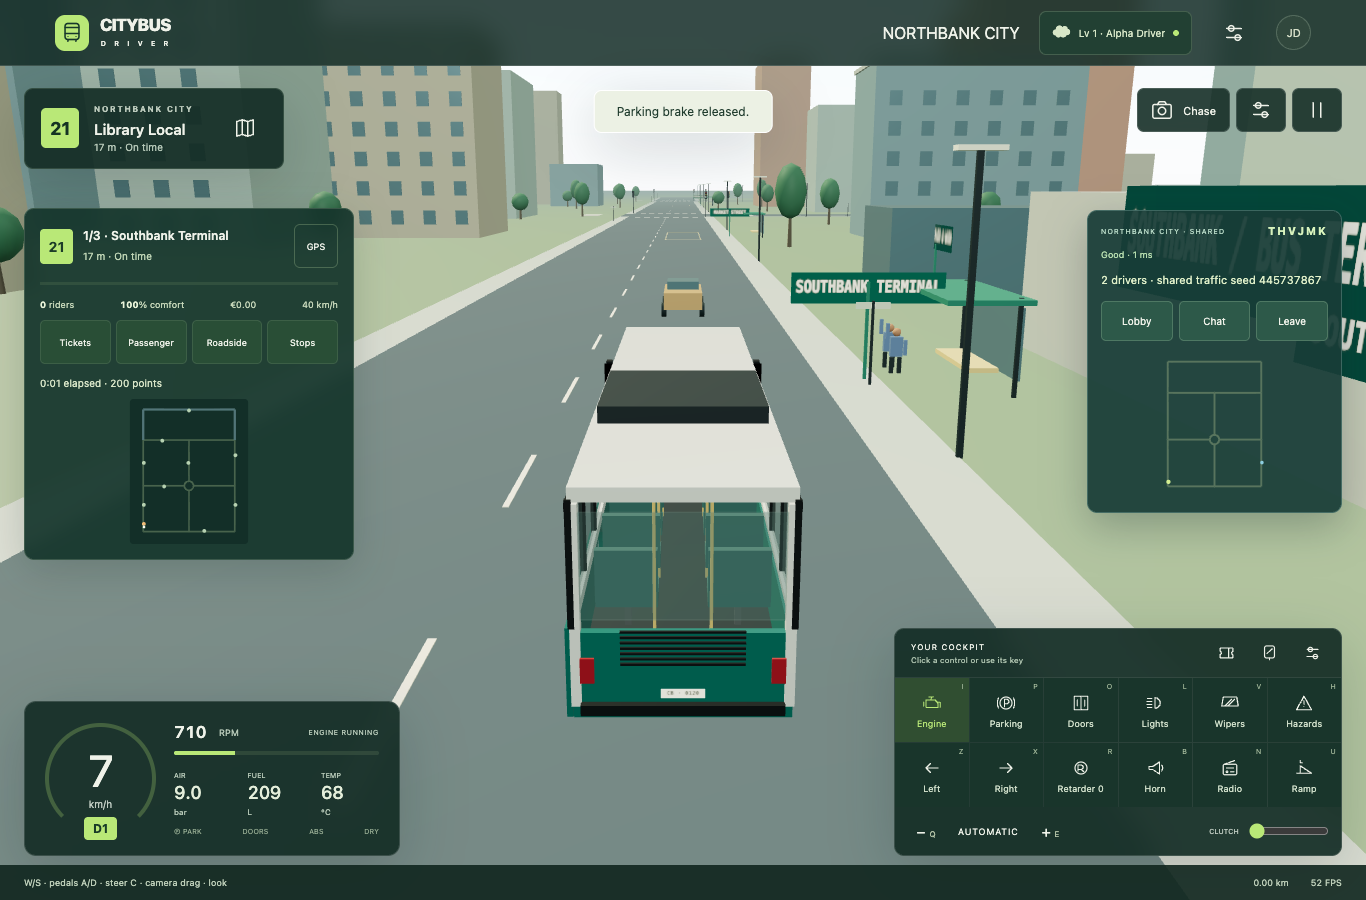 CITYBUS
DRIVER
NORTHBANK CITY
Lv 1 · Alpha Driver
JD
21
NORTHBANK CITY
Library Local
17 m · On time
Parking brake released.
Chase
21
1/3 · Southbank Terminal
17 m · On time
GPS
0 riders
100% comfort
€0.00
40 km/h
Tickets
Passenger
Roadside
Stops
0:01 elapsed · 200 points
SOUTHBANK TERMINAL
NORTHBANK CITY · SHARED
THVJMK
Good · 1 ms
2 drivers · shared traffic seed 445737867
Lobby
Chat
Leave
7
km/h
D1
710 RPM
ENGINE RUNNING
AIR
9.0
bar
FUEL
209
L
TEMP
68
°C
Ⓟ PARK
DOORS
ABS
DRY
YOUR COCKPIT
Click a control or use its key
I
Engine
P
Parking
O
Doors
L
Lights
V
Wipers
H
Hazards
Z
Left
X
Right
R
Retarder 0
B
Horn
N
Radio
U
Ramp
− Q
AUTOMATIC
+ E
CLUTCH
W/S · pedals A/D · steer C · camera drag · look
0.00 km
52 FPS